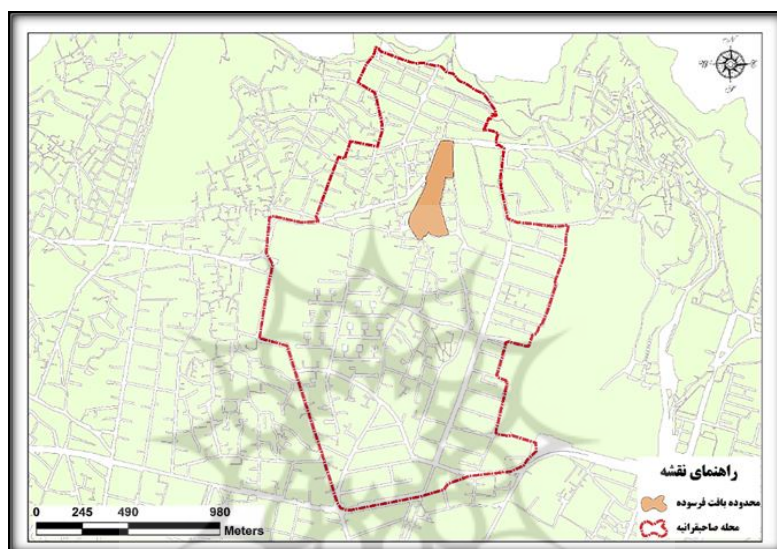 N
W
E
S
راهنمای نقشه
محدوده بافت فرسوده
محله صاحبقرانیه
0 245 490 980
Meters